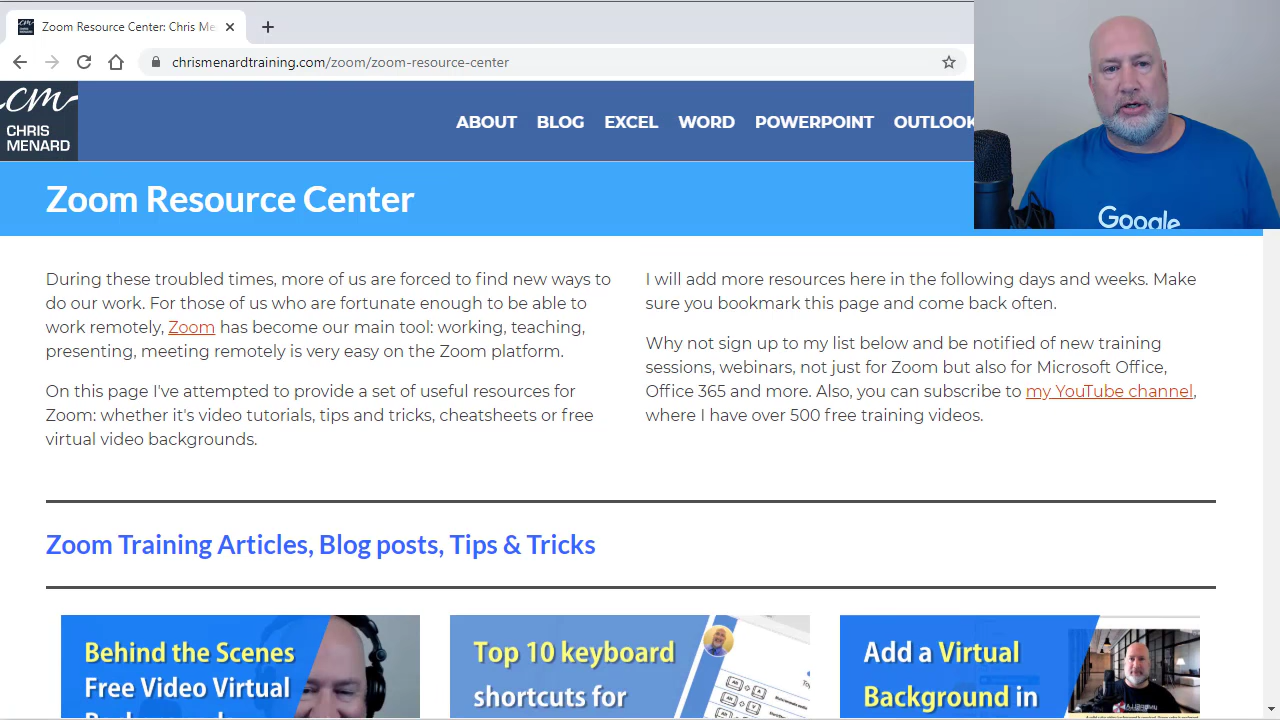 Zoom Resource Center: Chris Me
chrismenardtraining.com/zoom/zoom-resource-center
cm
CHRIS
MENARD
ABOUT BLOG EXCEL WORD POWERPOINT OUTLOOK
Google
Zoom Resource Center
During these troubled times, more of us are forced to find new ways to
do our work. For those of us who are fortunate enough to be able to
work remotely, Zoom has become our main tool: working, teaching,
presenting, meeting remotely is very easy on the Zoom platform.
On this page I've attempted to provide a set of useful resources for
Zoom: whether it's video tutorials, tips and tricks, cheatsheets or free
virtual video backgrounds.
I will add more resources here in the following days and weeks. Make
sure you bookmark this page and come back often.
Why not sign up to my list below and be notified of new training
sessions, webinars, not just for Zoom but also for Microsoft Office,
Office 365 and more. Also, you can subscribe to my YouTube channel,
where I have over 500 free training videos.
Zoom Training Articles, Blog posts, Tips & Tricks
Behind the Scenes
Free Video Virtual
Top 10 keyboard
shortcuts for
Add a Virtual
Background in